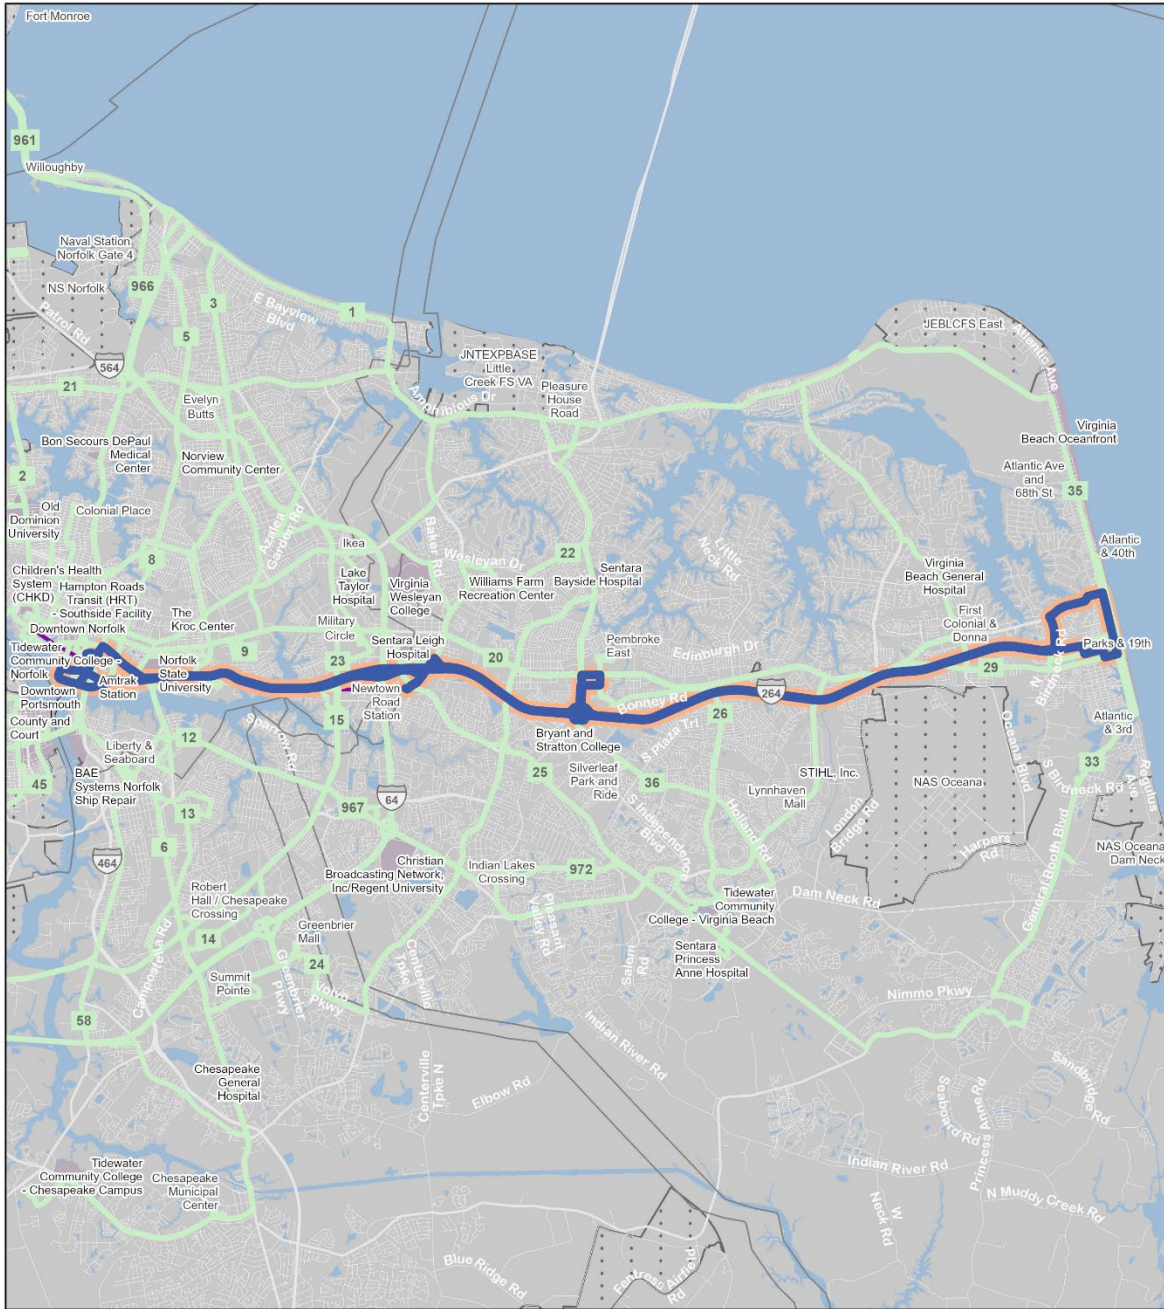 Fort Monroe
961
Willoughby
Naval Station
Norfolk Gate 4
NS Norfolk
966
3
5
1
E Bayview
Blvd
Patrol Rd
564
21
Evelyn
Butts
JNTEXPBASE
Little
Creek FS VA
Pleasure
House
Road
Amphibious Dr
JEBLCFS East
Atlantic Ave
Virginia
Beach Oceanfront
Bon Secours DePaul
Medical
Center
Norview
Community Center
2
Atlantic Ave
and
68th St
35
Old
Dominion
University
Colonial Place
Azalea
Garden Rd
8
Ikea
Baker Rd
Wesleyan Dr
22
Little
Neck Rd
Atlantic
& 40th
Children's Health
System
(CHKD)
Hampton Roads
Transit (HRT)
- Southside Facility
The
Kroc Center
Lake
Taylor
Hospital
Virginia
Wesleyan
College
Williams Farm
Recreation Center
Sentara
Bayside Hospital
Virginia
Beach General
Hospital
Downtown Norfolk
Military
Circle
First
Colonial &
Donna
Tidewater
Community College -
Norfolk
9
Sentara Leigh
Hospital
Pembroke
East
Edinburgh Dr
Parks & 19th
N
Birdneck Rd
Amtrak
Station
Norfolk
State
University
23
20
29
Downtown
Portsmouth
Newtown
Road
Station
Bonney Rd
264
County and
Court
15
26
Atlantic
& 3rd
Liberty &
Seaboard
12
Sparrow Rd
Bryant and
Stratton College
S Plaza Trl
Oceana Blvd
33
45
BAE
Systems Norfolk
Ship Repair
25
Silverleaf
Park and
Ride
36
STIHL, Inc.
NAS Oceana
S Birdneck Rd
Regulus
Ave
64
967
13
Lynnhaven
Mall
London
Bridge Rd
S Independence
Blvd
Holland Rd
Harpers
Rd
6
464
NAS Oceana
Dam Neck
Christian
Broadcasting Network,
Inc/Regent University
Indian Lakes
Crossing
972
Robert
Hall / Chesapeake
Crossing
Tidewater
Community
College - Virginia Beach
Dam Neck Rd
General Booth Blvd
Campostella Rd
14
Greenbrier
Mall
Pleasant
Valley Rd
Salem
Rd
Sentara
Princess
Anne Hospital
24
Summit
Pointe
Greenbrier
Pkwy
Volvo
Pkwy
Centerville
Tpke
Nimmo Pkwy
58
Indian River Rd
Chesapeake
General
Hospital
Centerville
Tpke N
Elbow Rd
Seaboard Rd
Princess Anne Rd
Sandbridge Rd
Tidewater
Community College
- Chesapeake Campus
Chesapeake
Municipal
Center
Indian River Rd
W
Neck Rd
N Muddy Creek Rd
Blue Ridge Rd
Fentress Airfield
Rd